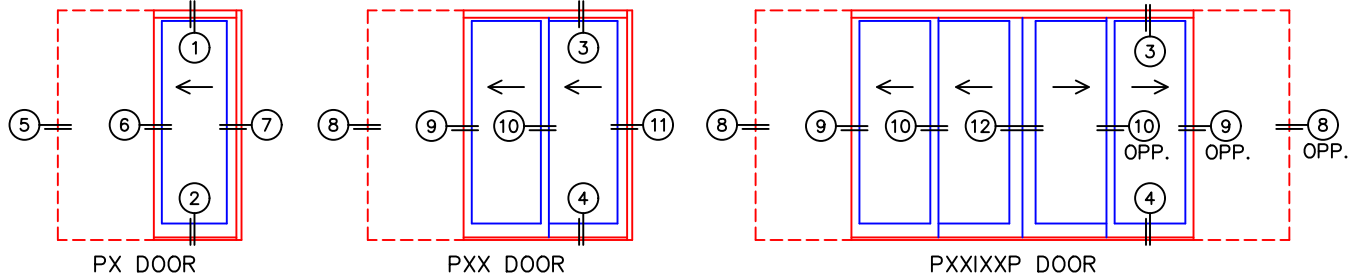 1 3 3
5 6 7 8 9 10 11 8 9 10 12 10 9 8
OPP. OPP. OPP.
2 4 4
PX DOOR PXX DOOR PXXIXXP DOOR